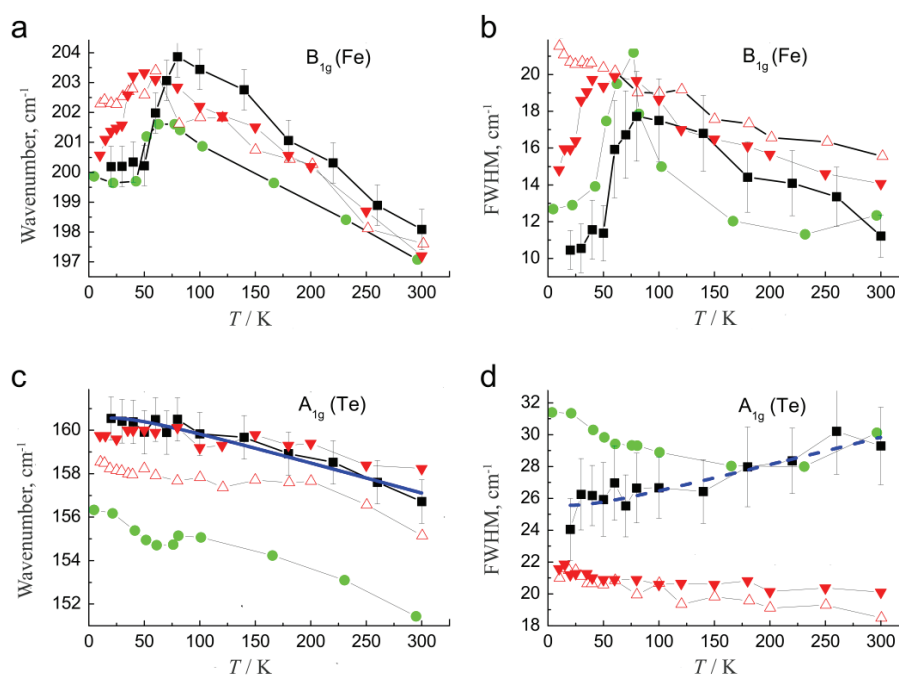 a
B1g (Fe)
Wavenumber, cm-1
204
203
202
201
200
199
198
197
0 50 100 150 200 250 300
T / K
b
B1g (Fe)
FWHM, cm-1
20
18
16
14
12
10
0 50 100 150 200 250 300
T / K
c
A1g (Te)
Wavenumber, cm-1
160
158
156
154
152
0 50 100 150 200 250 300
T / K
d
A1g (Te)
FWHM, cm-1
32
30
28
26
24
22
20
18
0 50 100 150 200 250 300
T / K